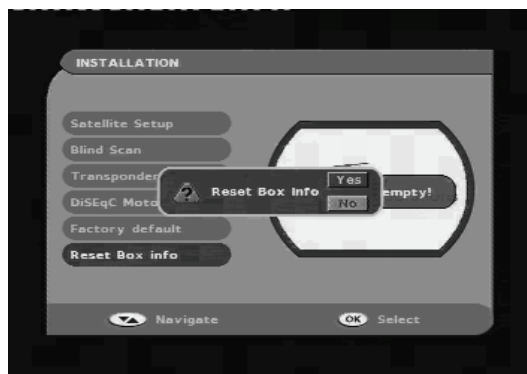 INSTALLATION
Satellite Setup
Blind Scan
Transponder
DiSEqC Moto
Factory default
Reset Box info
Reset Box Info
Yes
No
empty!
Navigate
OK Select